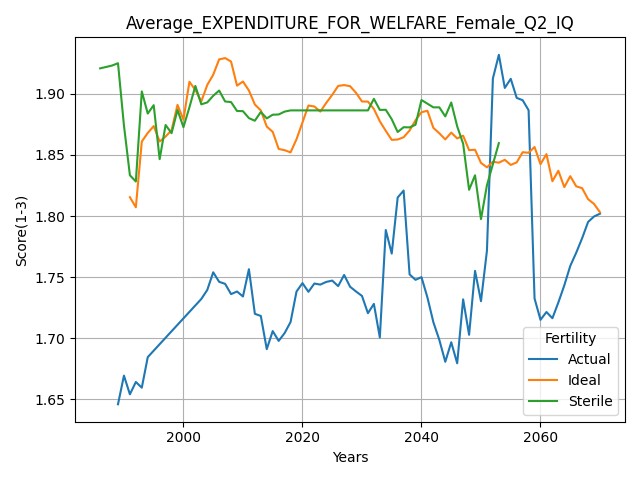 Average_EXPENDITURE_FOR_WELFARE_Female_Q2_IQ
Score(1-3)
1.90
1.85
1.80
1.75
1.70
1.65
2000
2020
2040
2060
Years
Fertility
Actual
Ideal
Sterile